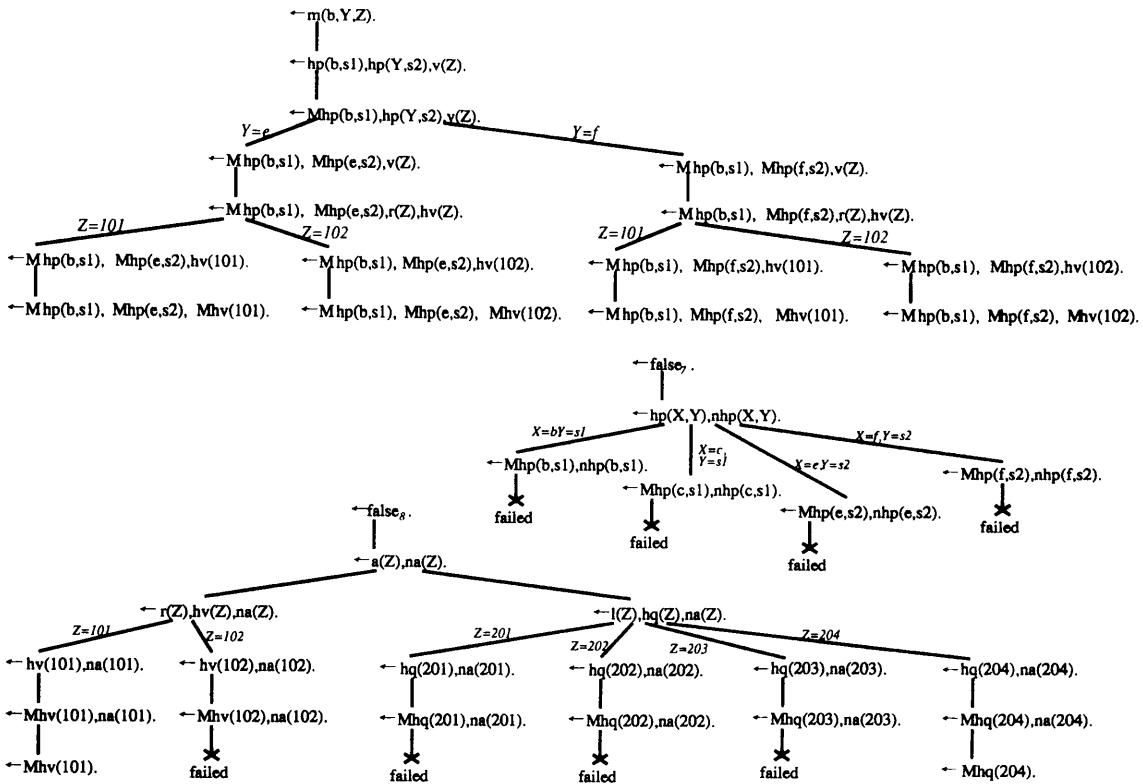 ←m(b,Y,Z).
←hp(b,s1),hp(Y,s2),v(Z).
←Mhp(b,s1),hp(Y,s2),v(Z).
Y=e
Y=f
←Mhp(b,s1), Mhp(e,s2),v(Z).
←Mhp(b,s1), Mhp(f,s2),v(Z).
←Mhp(b,s1), Mhp(e,s2),r(Z),hv(Z).
←Mhp(b,s1), Mhp(f,s2),r(Z),hv(Z).
Z=101
Z=102
Z=101
Z=102
←Mhp(b,s1), Mhp(e,s2),hv(101).
←Mhp(b,s1), Mhp(e,s2),hv(102).
←Mhp(b,s1), Mhp(f,s2),hv(101).
←Mhp(b,s1), Mhp(f,s2),hv(102).
←Mhp(b,s1), Mhp(e,s2), Mhv(101).
←Mhp(b,s1), Mhp(e,s2), Mhv(102).
←Mhp(b,s1), Mhp(f,s2), Mhv(101).
←Mhp(b,s1), Mhp(f,s2), Mhv(102).
←false₇.
←hp(X,Y),nhp(X,Y).
X=bY=s1
X=c,
Y=s1
X=e Y=s2
X=f,Y=s2
←Mhp(b,s1),nhp(b,s1).
←Mhp(c,s1),nhp(c,s1).
←Mhp(e,s2),nhp(e,s2).
←Mhp(f,s2),nhp(f,s2).
failed
failed
failed
failed
←false₈.
←a(Z),na(Z).
←r(Z),hv(Z),na(Z).
←l(Z),hq(Z),na(Z).
Z=101
Z=102
Z=201
Z=202
Z=203
Z=204
←hv(101),na(101).
←hv(102),na(102).
←hq(201),na(201).
←hq(202),na(202).
←hq(203),na(203).
←hq(204),na(204).
←Mhv(101),na(101).
←Mhv(102),na(102).
←Mhq(201),na(201).
←Mhq(202),na(202).
←Mhq(203),na(203).
←Mhq(204),na(204).
←Mhv(101).
failed
failed
failed
failed
←Mhq(204).